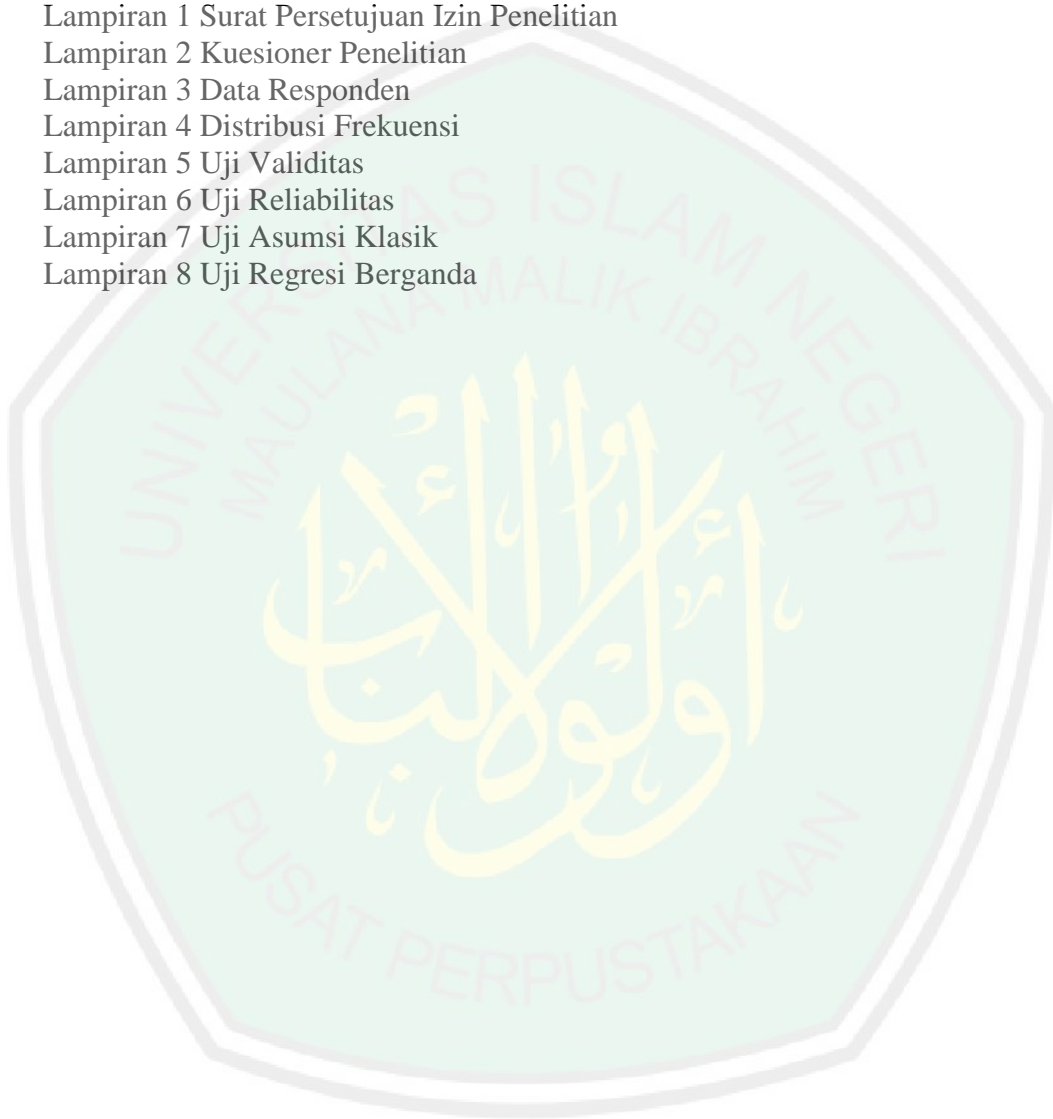 Lampiran 1 Surat Persetujuan Izin Penelitian
Lampiran 2 Kuesioner Penelitian
Lampiran 3 Data Responden
Lampiran 4 Distribusi Frekuensi
Lampiran 5 Uji Validitas
Lampiran 6 Uji Reliabilitas
Lampiran 7 Uji Asumsi Klasik
Lampiran 8 Uji Regresi Berganda
UNIVERSITAS ISLAM NEGERI
MAULANA MALIK IBRAHIM
PUSAT PERPUSTAKAAN